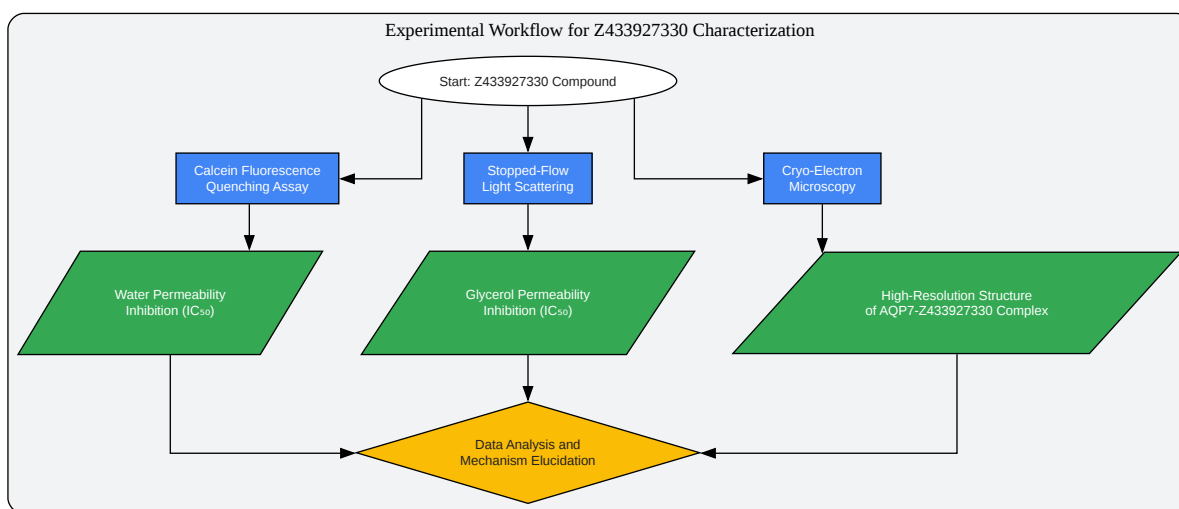 Experimental Workflow for Z433927330 Characterization
Start: Z433927330 Compound
Calcein Fluorescence
Quenching Assay
Stopped-Flow
Light Scattering
Cryo-Electron
Microscopy
Water Permeability
Inhibition (IC₅₀)
Glycerol Permeability
Inhibition (IC₅₀)
High-Resolution Structure
of AQP7-Z433927330 Complex
Data Analysis and
Mechanism Elucidation